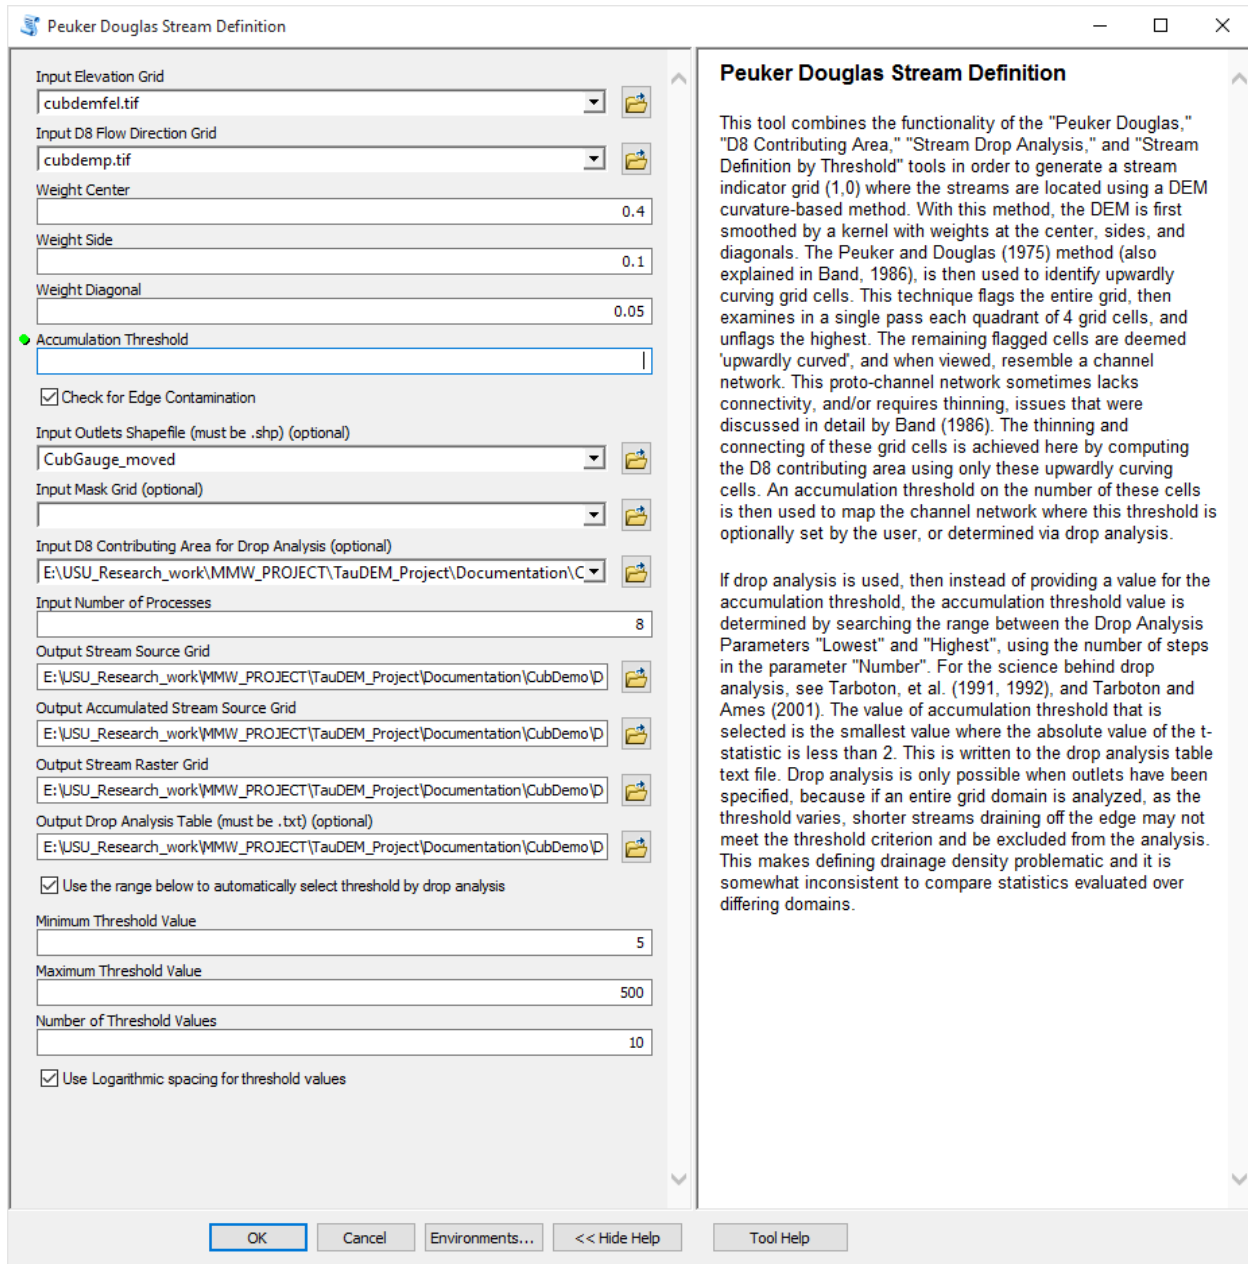 Peuker Douglas Stream Definition
Input Elevation Grid
cubdemfel.tif
Input D8 Flow Direction Grid
cubdemp.tif
Weight Center
0.4
Weight Side
0.1
Weight Diagonal
0.05
Accumulation Threshold
Check for Edge Contamination
Input Outlets Shapefile (must be .shp) (optional)
CubGauge_moved
Input Mask Grid (optional)
Input D8 Contributing Area for Drop Analysis (optional)
E:\USU_Research_work\MMW_PROJECT\TauDEM_Project\Documentation\C
Input Number of Processes
8
Output Stream Source Grid
E:\USU_Research_work\MMW_PROJECT\TauDEM_Project\Documentation\CubDemo\D
Output Accumulated Stream Source Grid
E:\USU_Research_work\MMW_PROJECT\TauDEM_Project\Documentation\CubDemo\D
Output Stream Raster Grid
E:\USU_Research_work\MMW_PROJECT\TauDEM_Project\Documentation\CubDemo\D
Output Drop Analysis Table (must be .txt) (optional)
E:\USU_Research_work\MMW_PROJECT\TauDEM_Project\Documentation\CubDemo\D
Use the range below to automatically select threshold by drop analysis
Minimum Threshold Value
5
Maximum Threshold Value
500
Number of Threshold Values
10
Use Logarithmic spacing for threshold values
Peuker Douglas Stream Definition
This tool combines the functionality of the "Peuker Douglas,"
"D8 Contributing Area," "Stream Drop Analysis," and "Stream
Definition by Threshold" tools in order to generate a stream
indicator grid (1,0) where the streams are located using a DEM
curvature-based method. With this method, the DEM is first
smoothed by a kernel with weights at the center, sides, and
diagonals. The Peuker and Douglas (1975) method (also
explained in Band, 1986), is then used to identify upwardly
curving grid cells. This technique flags the entire grid, then
examines in a single pass each quadrant of 4 grid cells, and
unflags the highest. The remaining flagged cells are deemed
'upwardly curved', and when viewed, resemble a channel
network. This proto-channel network sometimes lacks
connectivity, and/or requires thinning, issues that were
discussed in detail by Band (1986). The thinning and
connecting of these grid cells is achieved here by computing
the D8 contributing area using only these upwardly curving
cells. An accumulation threshold on the number of these cells
is then used to map the channel network where this threshold is
optionally set by the user, or determined via drop analysis.
If drop analysis is used, then instead of providing a value for the
accumulation threshold, the accumulation threshold value is
determined by searching the range between the Drop Analysis
Parameters "Lowest" and "Highest", using the number of steps
in the parameter "Number". For the science behind drop
analysis, see Tarboton, et al. (1991, 1992), and Tarboton and
Ames (2001). The value of accumulation threshold that is
selected is the smallest value where the absolute value of the t-
statistic is less than 2. This is written to the drop analysis table
text file. Drop analysis is only possible when outlets have been
specified, because if an entire grid domain is analyzed, as the
threshold varies, shorter streams draining off the edge may not
meet the threshold criterion and be excluded from the analysis.
This makes defining drainage density problematic and it is
somewhat inconsistent to compare statistics evaluated over
differing domains.
OK
Cancel
Environments...
<< Hide Help
Tool Help